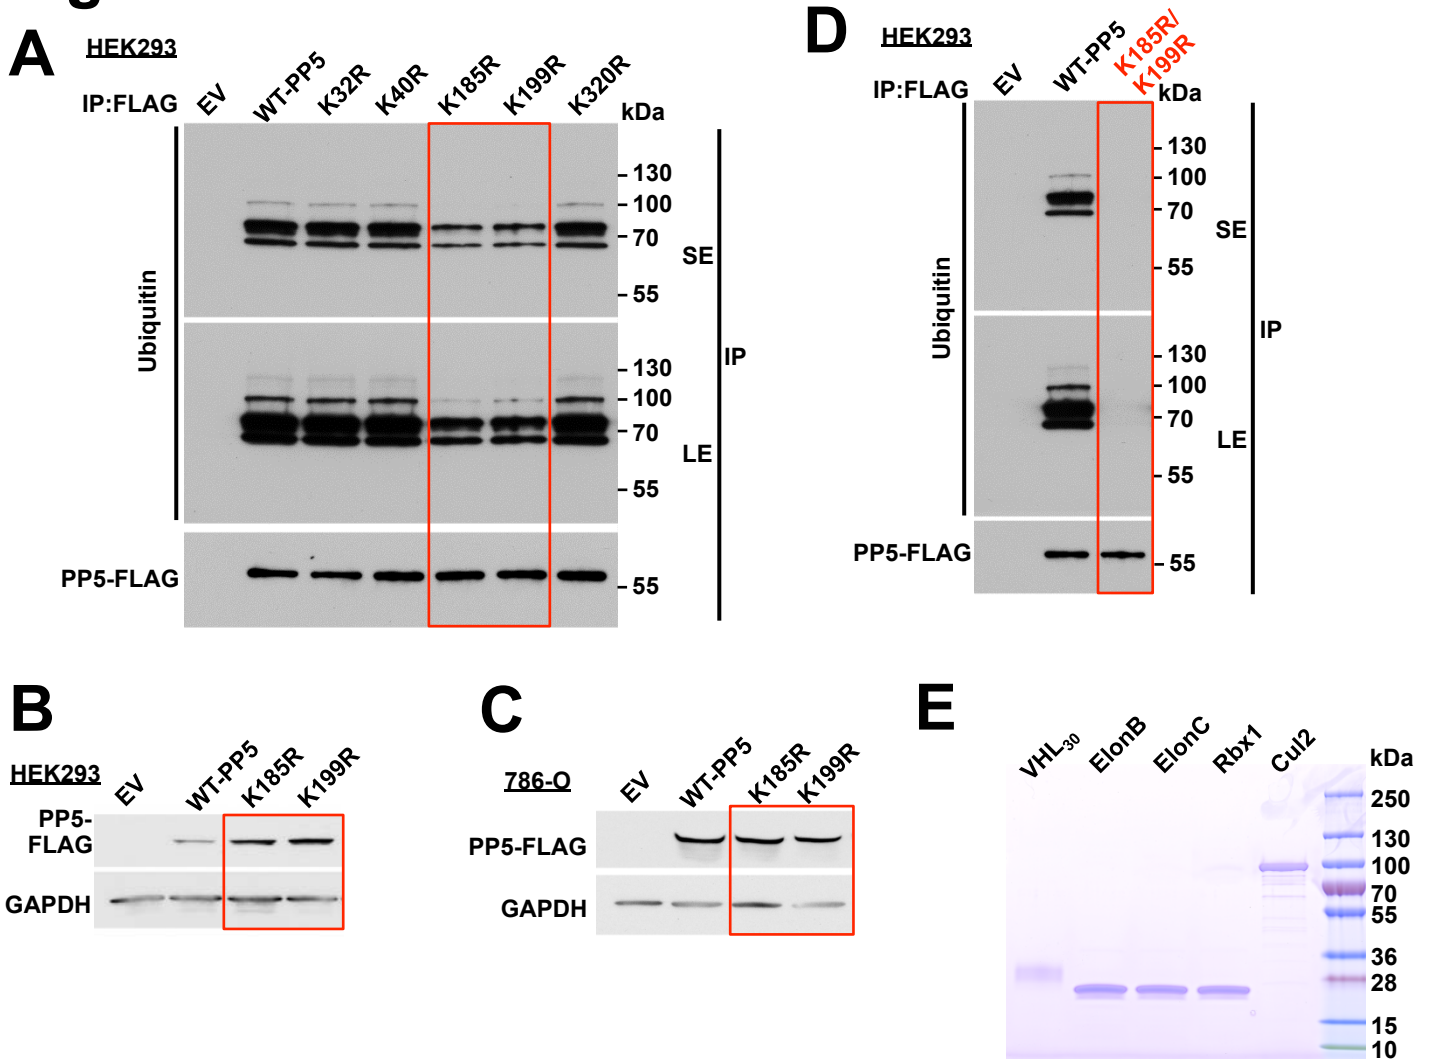 A
HEK293
IP:FLAG
EV
WT-PP5
K32R
K40R
K185R
K199R
K320R
kDa
Ubiquitin
130
100
70
55
SE
130
100
70
55
LE
IP
PP5-FLAG
55
D
HEK293
IP:FLAG
EV
WT-PP5
K185R/
K199R
kDa
Ubiquitin
130
100
70
55
SE
130
100
70
55
LE
IP
PP5-FLAG
55
B
HEK293
EV
WT-PP5
K185R
K199R
PP5-
FLAG
GAPDH
C
786-O
EV
WT-PP5
K185R
K199R
PP5-FLAG
GAPDH
E
VHL30
ElonB
ElonC
Rbx1
Cul2
kDa
250
130
100
70
55
36
28
15
10